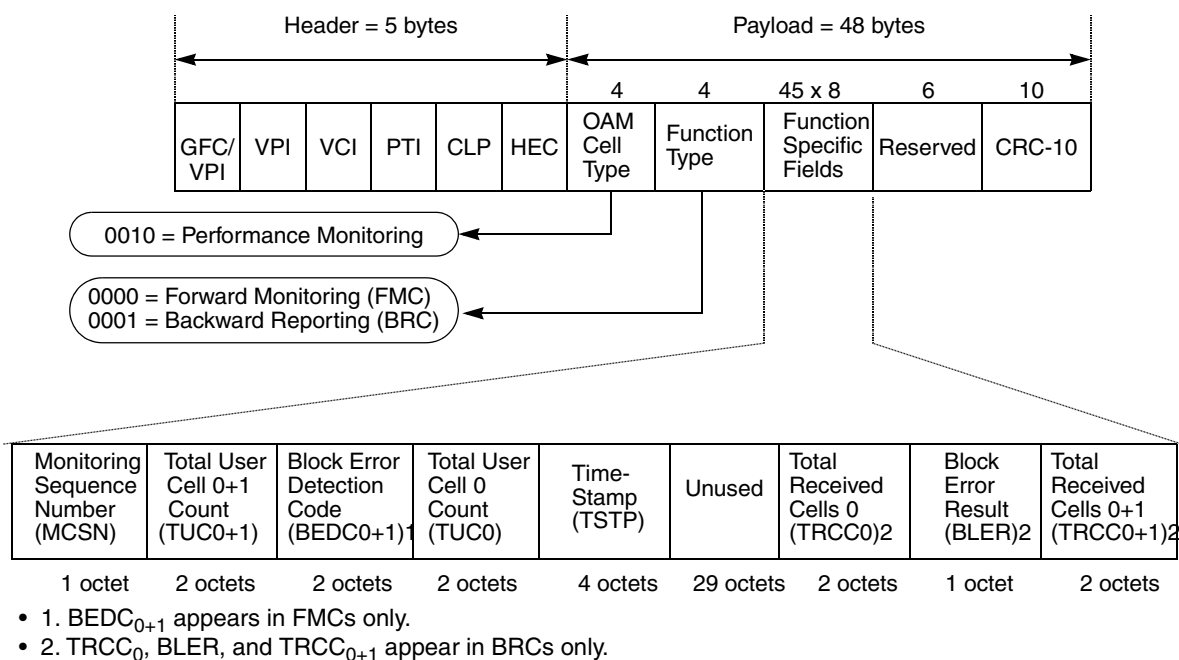 Header = 5 bytes
Payload = 48 bytes
4
4
45 x 8
6
10
GFC/
VPI
VPI
VCI
PTI
CLP
HEC
OAM
Cell
Type
Function
Type
Function
Specific
Fields
Reserved
CRC-10
0010 = Performance Monitoring
0000 = Forward Monitoring (FMC)
0001 = Backward Reporting (BRC)
Monitoring
Sequence
Number
(MCSN)
Total User
Cell 0+1
Count
(TUC0+1)
Block Error
Detection
Code
(BEDC0+1)1
Total User
Cell 0
Count
(TUC0)
Time-
Stamp
(TSTP)
Unused
Total
Received
Cells 0
(TRCC0)2
Block
Error
Result
(BLER)2
Total
Received
Cells 0+1
(TRCC0+1)2
1 octet
2 octets
2 octets
2 octets
4 octets
29 octets
2 octets
1 octet
2 octets
• 1. BEDC0+1 appears in FMCs only.
• 2. TRCC0, BLER, and TRCC0+1 appear in BRCs only.